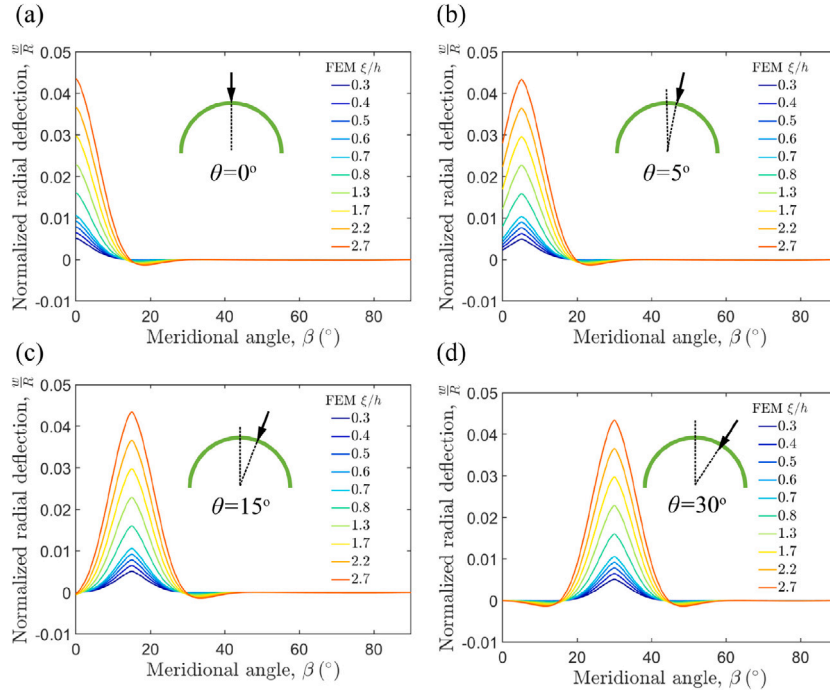 (a)
Normalized radial deflection, w/R
0.05
0.04
0.03
0.02
0.01
0
-0.01
FEM ξ/h
0.3
0.4
0.5
0.6
0.7
0.8
1.3
1.7
2.2
2.7
θ=0°
0 20 40 60 80
Meridional angle, β (°)
(b)
Normalized radial deflection, w/R
0.05
0.04
0.03
0.02
0.01
0
-0.01
FEM ξ/h
0.3
0.4
0.5
0.6
0.7
0.8
1.3
1.7
2.2
2.7
θ=5°
0 20 40 60 80
Meridional angle, β (°)
(c)
Normalized radial deflection, w/R
0.05
0.04
0.03
0.02
0.01
0
-0.01
FEM ξ/h
0.3
0.4
0.5
0.6
0.7
0.8
1.3
1.7
2.2
2.7
θ=15°
0 20 40 60 80
Meridional angle, β (°)
(d)
Normalized radial deflection, w/R
0.05
0.04
0.03
0.02
0.01
0
-0.01
FEM ξ/h
0.3
0.4
0.5
0.6
0.7
0.8
1.3
1.7
2.2
2.7
θ=30°
0 20 40 60 80
Meridional angle, β (°)